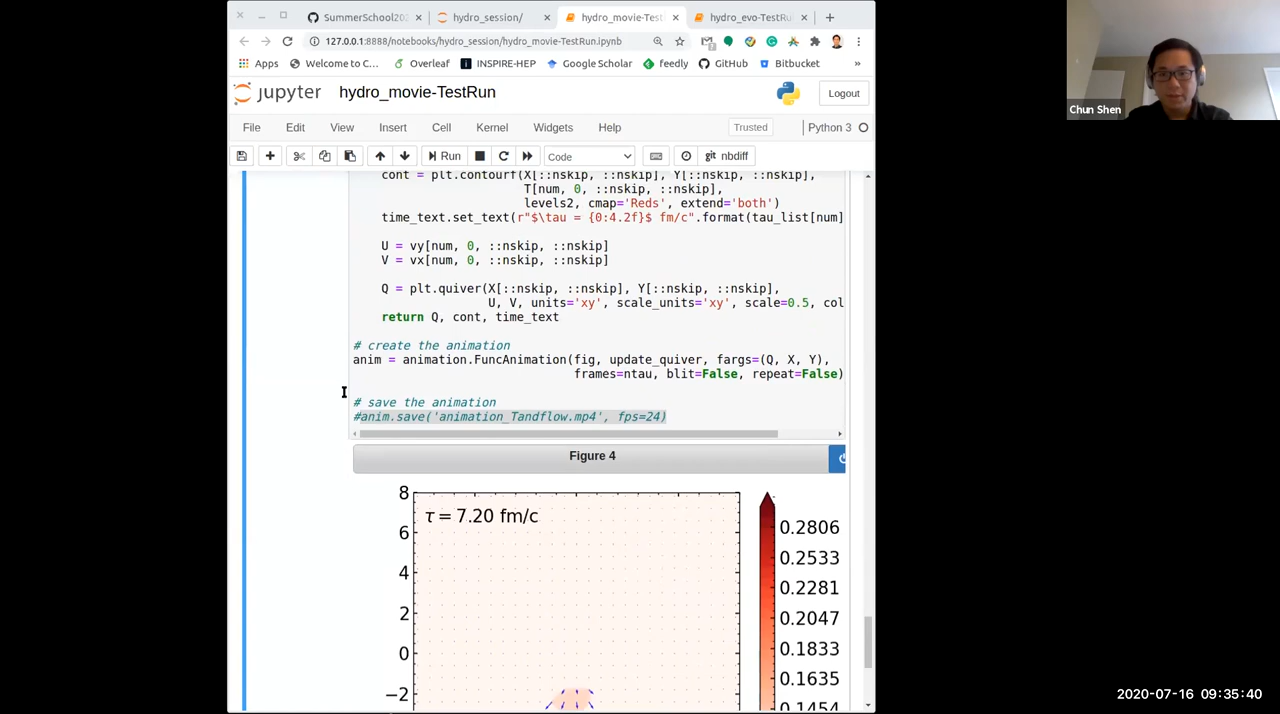 SummerSchool202
hydro_session/
hydro_movie-TestR
hydro_evo-TestRu
127.0.0.1:8888/notebooks/hydro_session/hydro_movie-TestRun.ipynb
Apps
Welcome to C...
Overleaf
INSPIRE-HEP
Google Scholar
feedly
GitHub
Bitbucket
»
jupyter
hydro_movie-TestRun
Logout
File Edit View Insert Cell Kernel Widgets Help
Trusted
Python 3
Run
Code
git nbdiff
cont = plt.contourf(X[::nskip, ::nskip], Y[::nskip, ::nskip],
T[num, 0, ::nskip, ::nskip],
levels2, cmap='Reds', extend='both')
time_text.set_text(r"$\tau = {0:4.2f}$ fm/c".format(tau_list[num]
U = vy[num, 0, ::nskip, ::nskip]
V = vx[num, 0, ::nskip, ::nskip]
Q = plt.quiver(X[::nskip, ::nskip], Y[::nskip, ::nskip],
U, V, units='xy', scale_units='xy', scale=0.5, col
return Q, cont, time_text
# create the animation
anim = animation.FuncAnimation(fig, update_quiver, fargs=(Q, X, Y),
frames=ntau, blit=False, repeat=False)
# save the animation
#anim.save('animation_Tandflow.mp4', fps=24)
Figure 4
τ = 7.20 fm/c
8
6
4
2
0
−2
0.2806
0.2533
0.2281
0.2047
0.1833
0.1635
0.1454
Chun Shen
2020-07-16 09:35:40